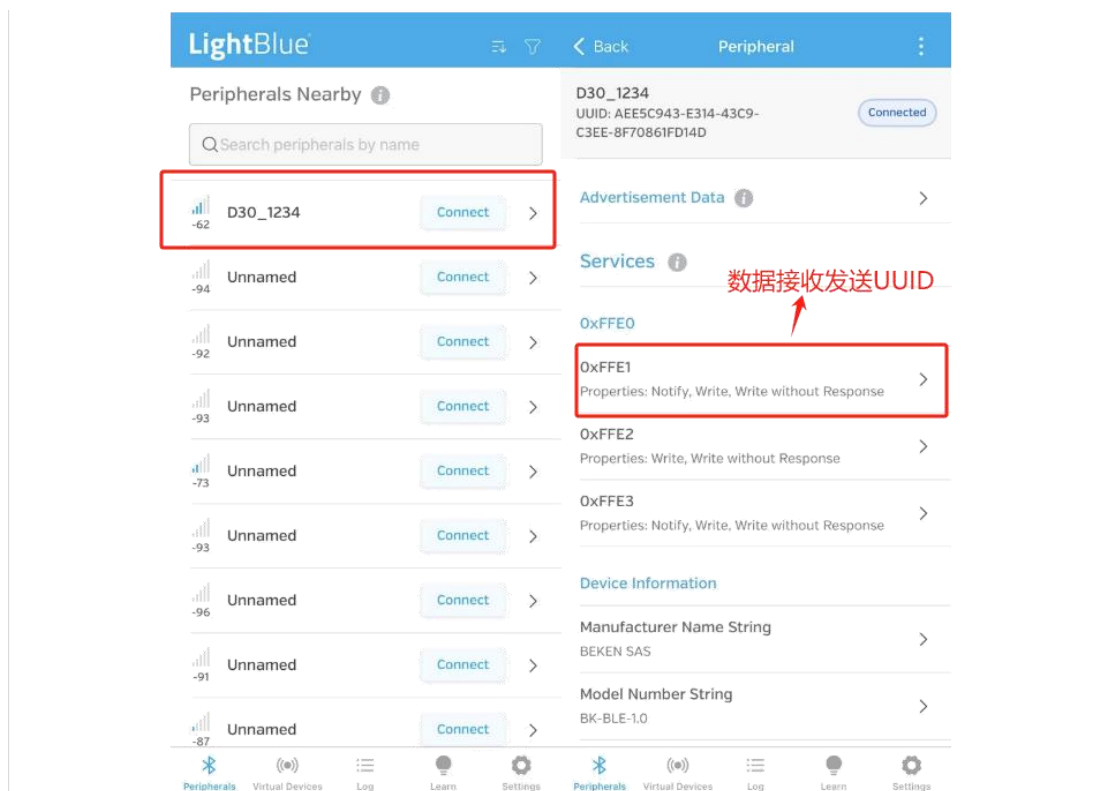 LightBlue
Peripherals Nearby
Search peripherals by name
-62
D30_1234
Connect
-94
Unnamed
Connect
-92
Unnamed
Connect
-93
Unnamed
Connect
-73
Unnamed
Connect
-93
Unnamed
Connect
-96
Unnamed
Connect
-91
Unnamed
Connect
-87
Unnamed
Connect
Peripherals Virtual Devices Log Learn Settings
Back
Peripheral
D30_1234
UUID: AEE5C943-E314-43C9-
C3EE-8F70861FD14D
Connected
Advertisement Data
Services
数据接收发送UUID
0xFFE0
0xFFE1
Properties: Notify, Write, Write without Response
0xFFE2
Properties: Write, Write without Response
0xFFE3
Properties: Notify, Write, Write without Response
Device Information
Manufacturer Name String
BEKEN SAS
Model Number String
BK-BLE-1.0
Peripherals Virtual Devices Log Learn Settings